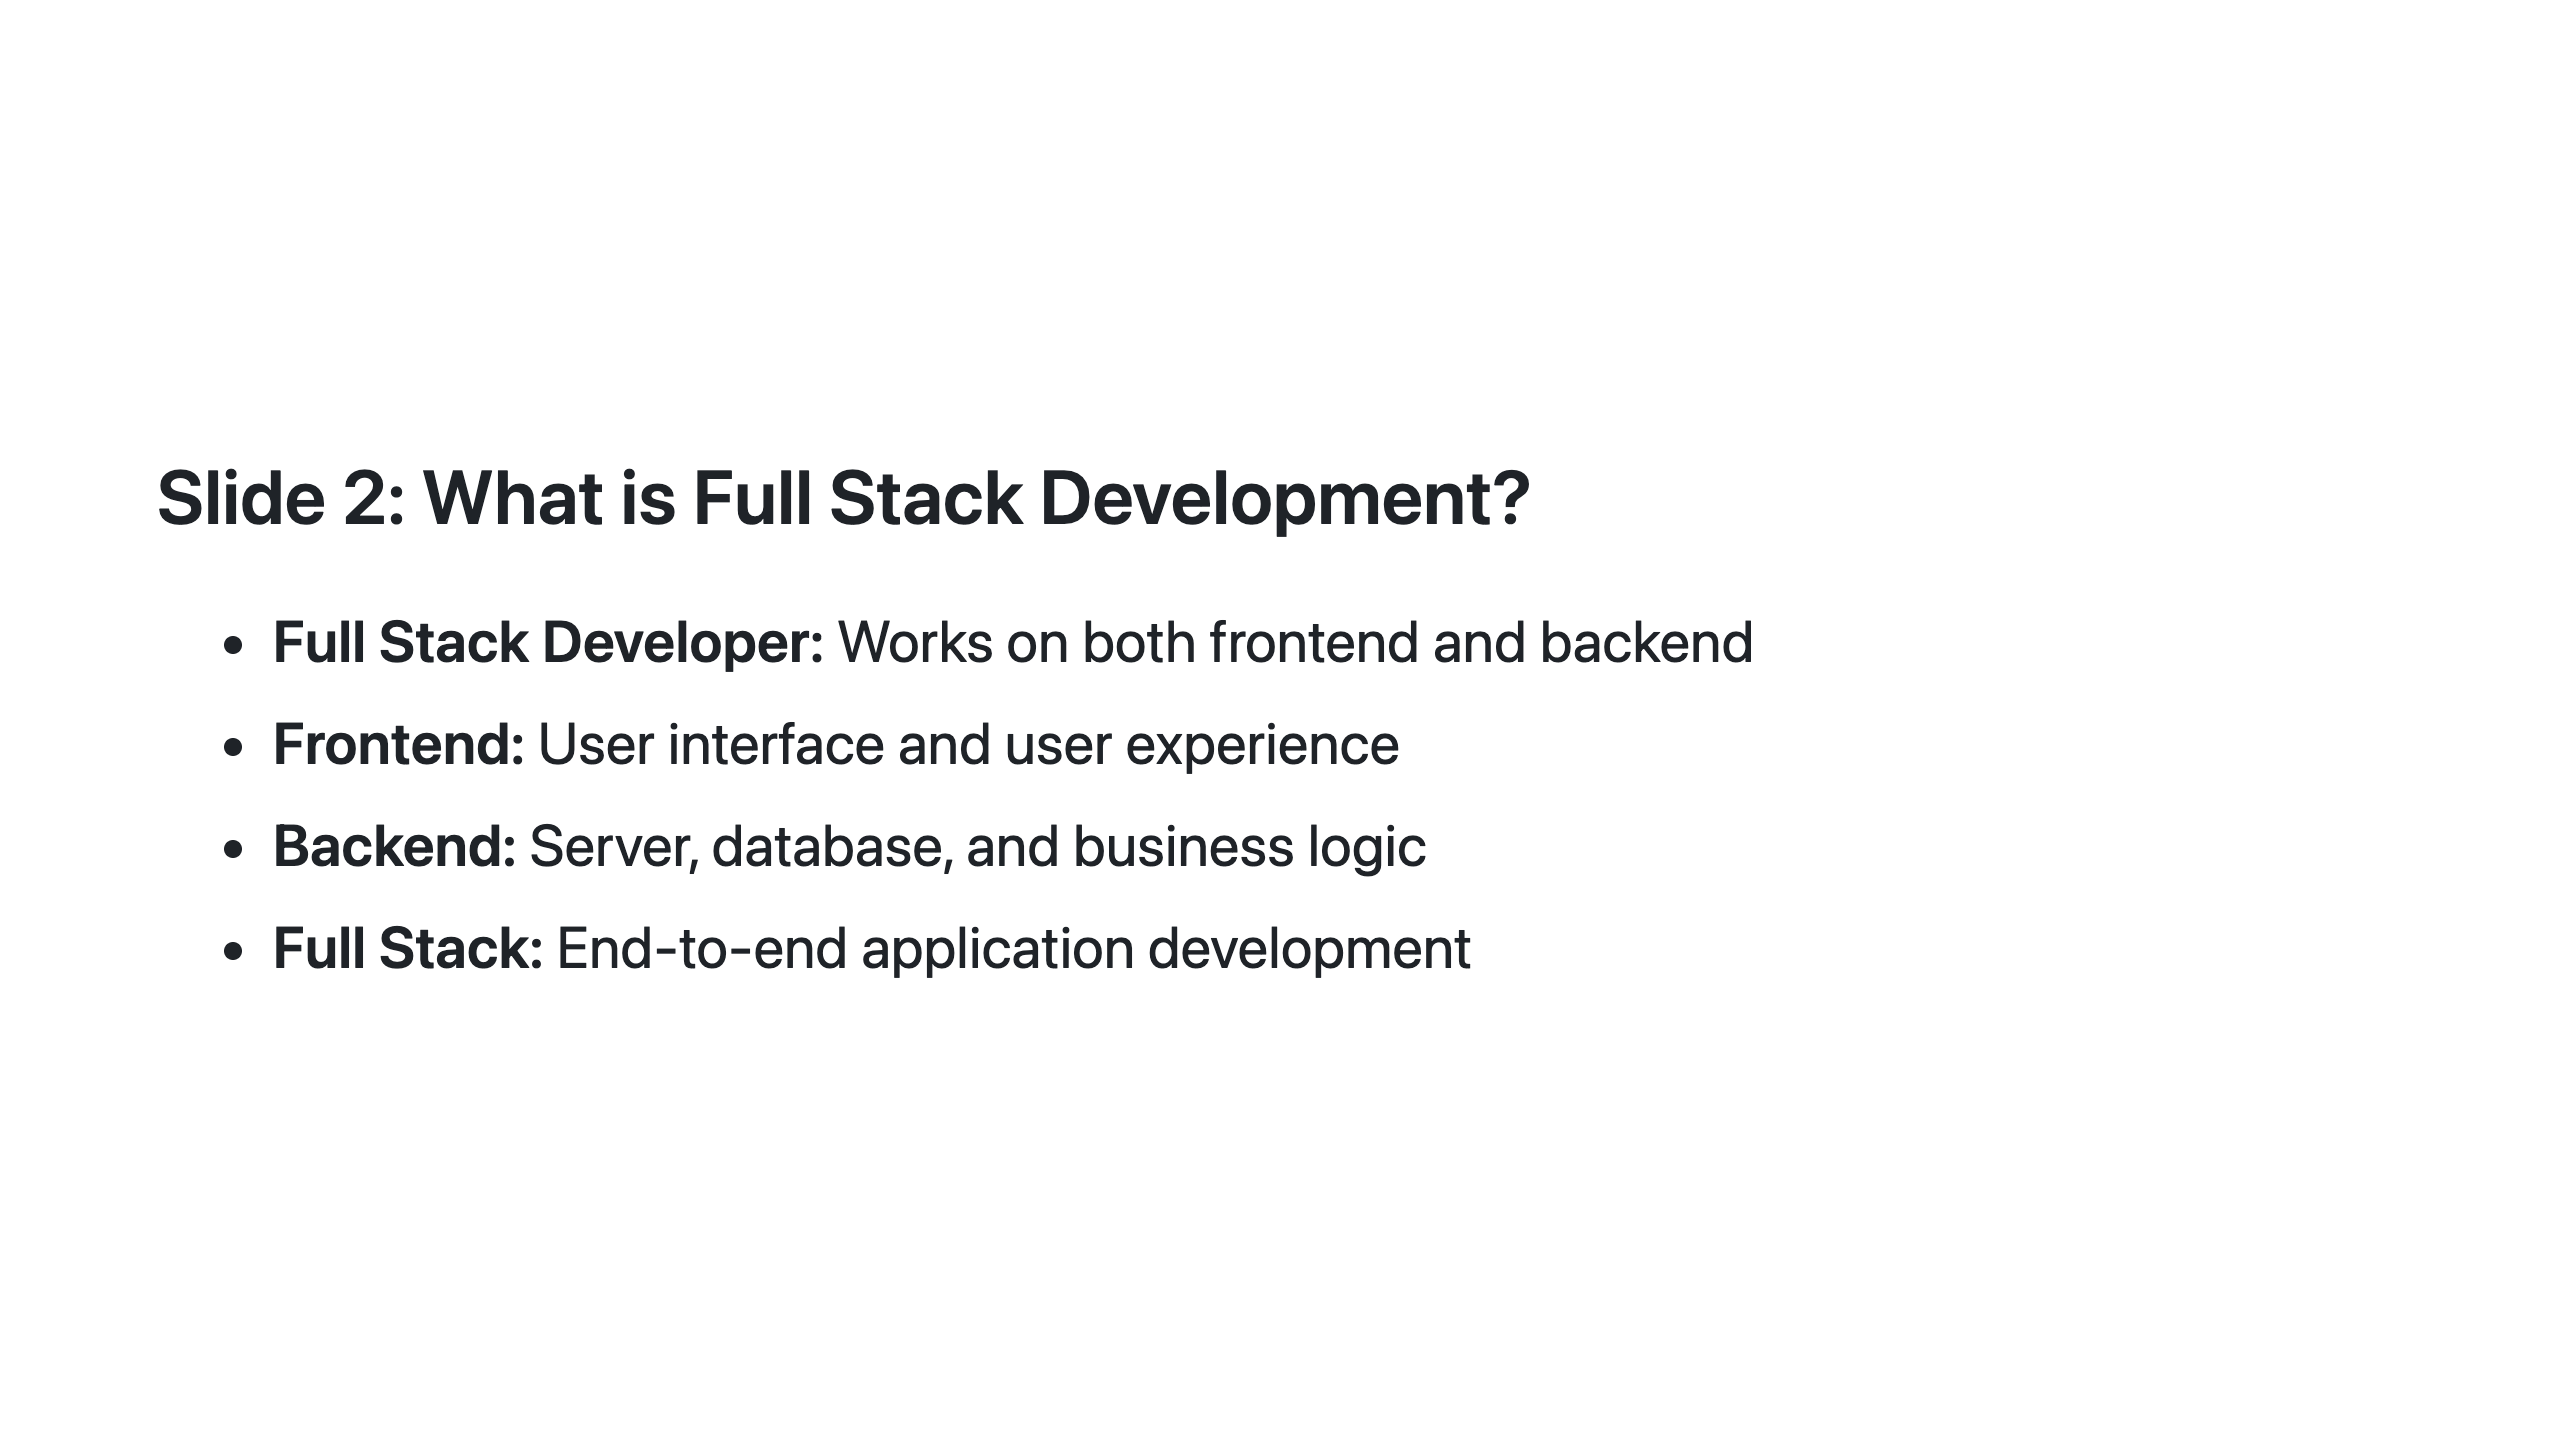 Slide 2: What is Full Stack Development?
• Full Stack Developer: Works on both frontend and backend
• Frontend: User interface and user experience
• Backend: Server, database, and business logic
• Full Stack: End-to-end application development